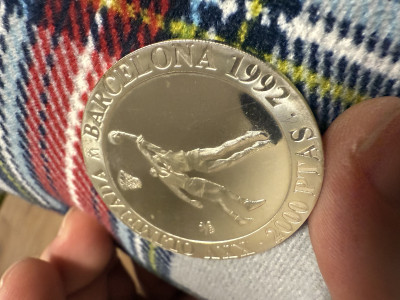 BARCELONA 1992
XXV OLIMPIADA · 2000 PTAS